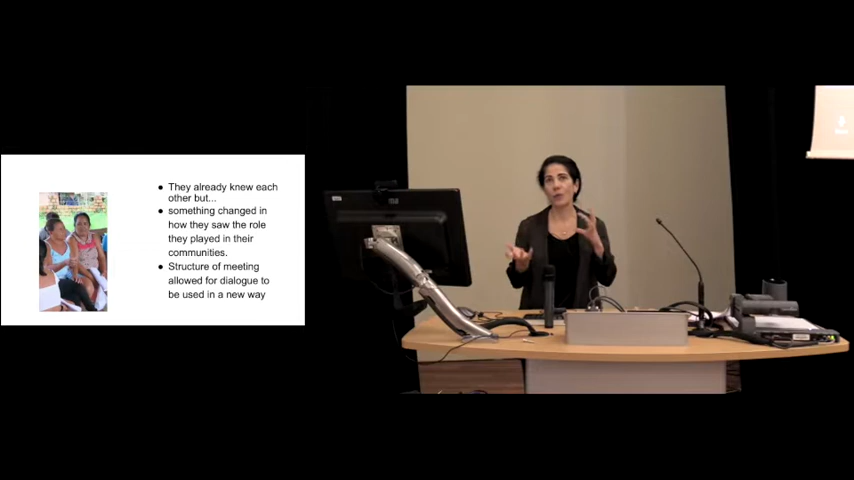 They already knew each
other but...
something changed in
how they saw the role
they played in their
communities.
Structure of meeting
allowed for dialogue to
be used in a new way